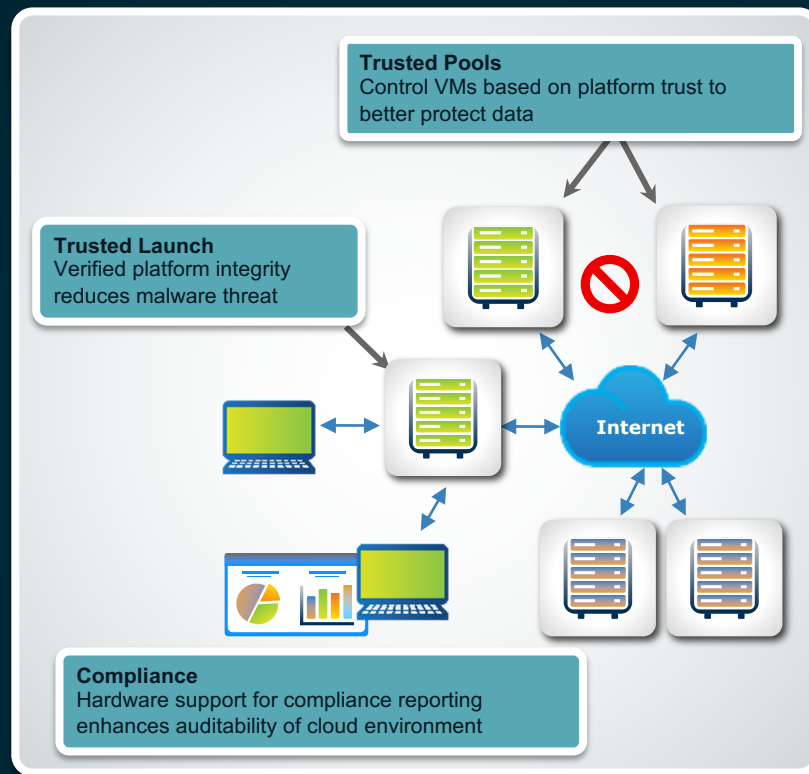 Trusted Pools
Control VMs based on platform trust to
better protect data
Trusted Launch
Verified platform integrity
reduces malware threat
Internet
Compliance
Hardware support for compliance reporting
enhances auditability of cloud environment